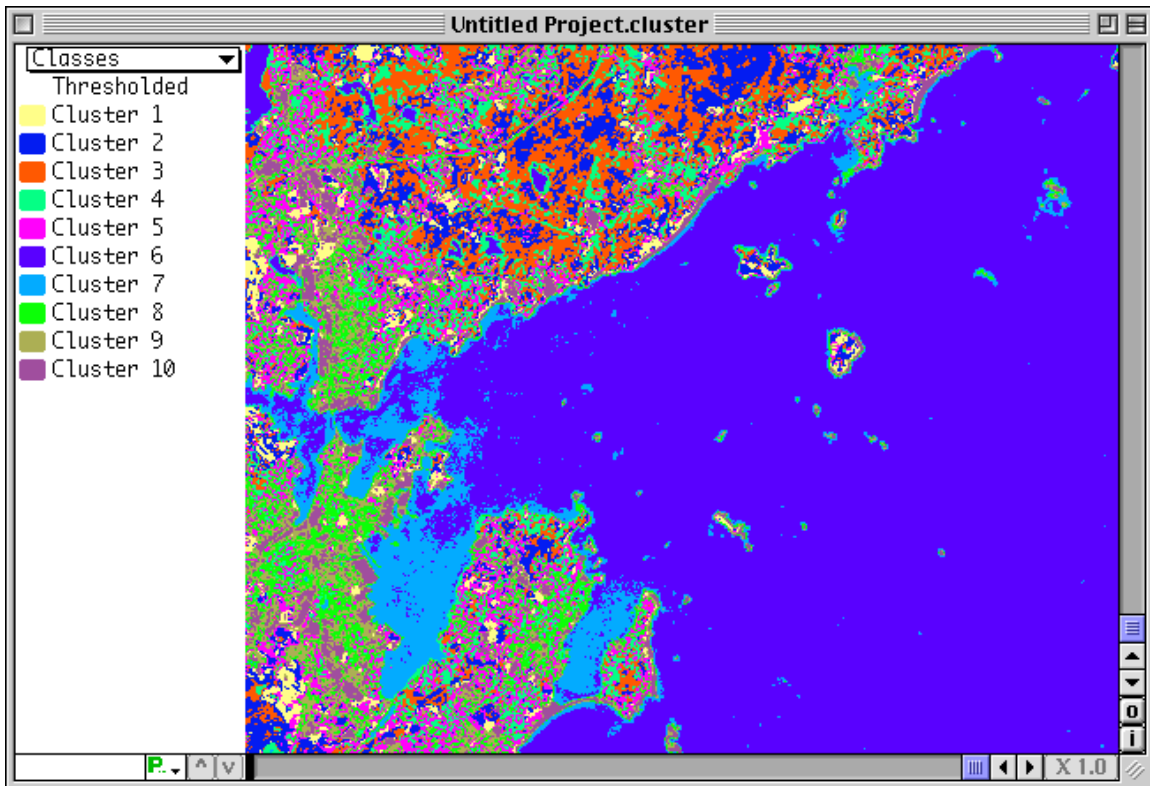 Untitled Project.cluster
Classes
Thresholded
Cluster 1
Cluster 2
Cluster 3
Cluster 4
Cluster 5
Cluster 6
Cluster 7
Cluster 8
Cluster 9
Cluster 10
o
i
P..
X 1.0